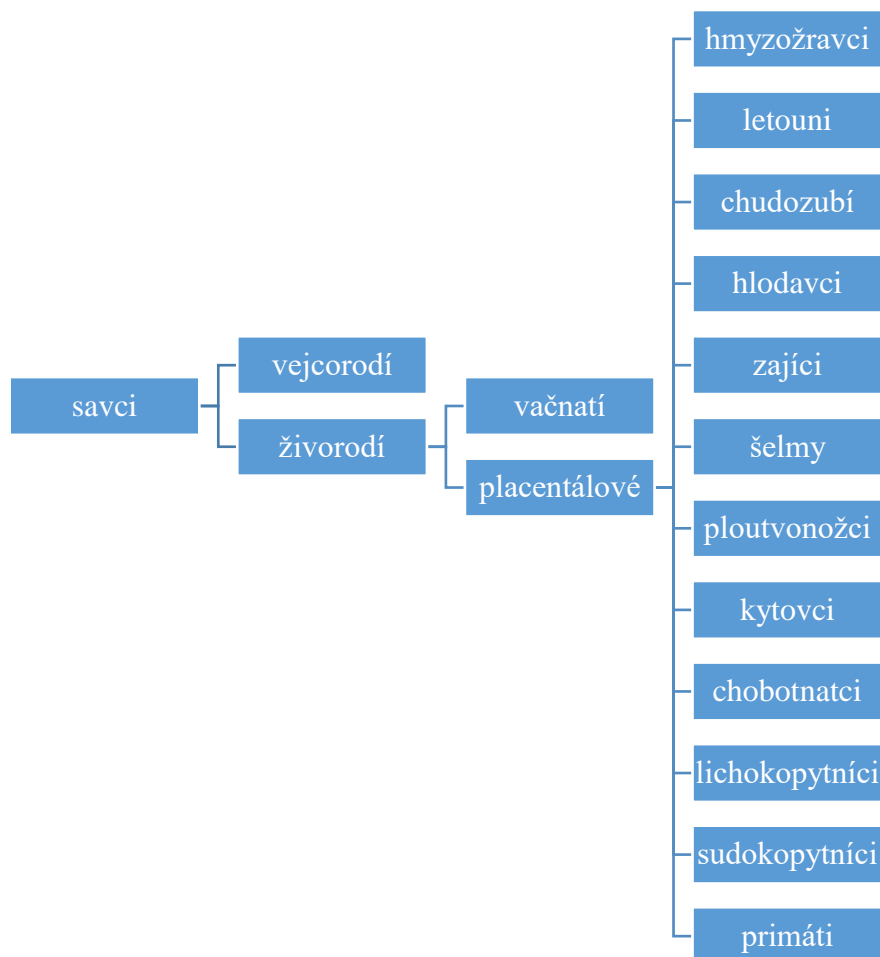 savci
vejcorodí
živorodí
vačnatí
placentálové
hmyzožravci
letouni
chudozubí
hlodavci
zajíci
šelmy
ploutvonožci
kytovci
chobotnatci
lichokopytníci
sudokopytníci
primáti